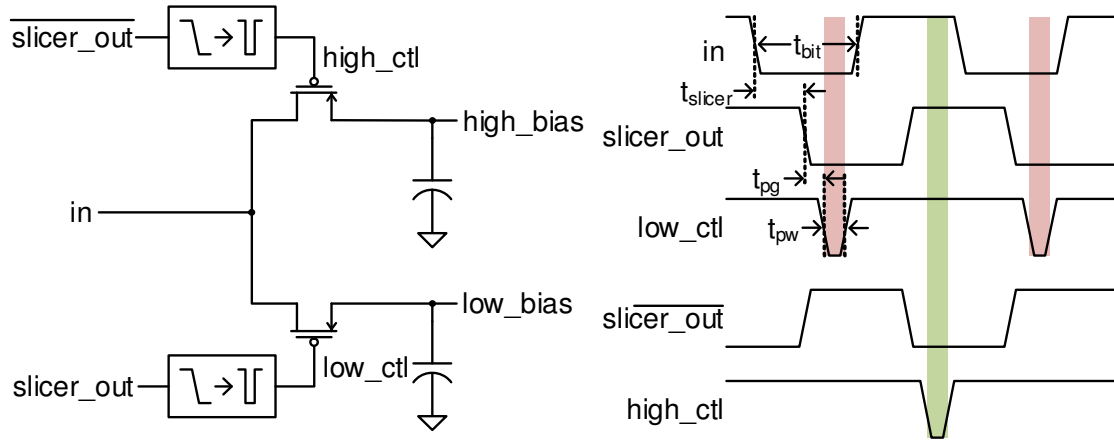 slicer_out
high_ctl
high_bias
in
low_bias
low_ctl
slicer_out
in
t_bit
t_slicer
slicer_out
t_pg
low_ctl
t_pw
slicer_out
high_ctl